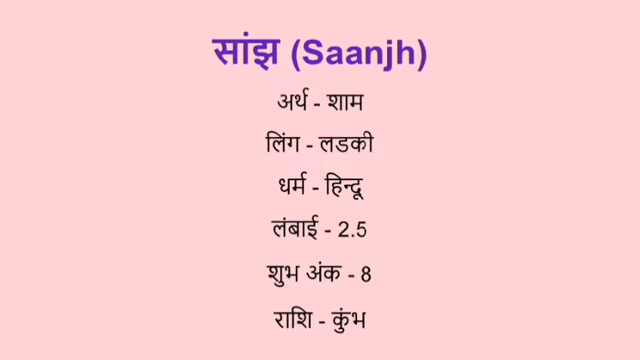 सांझ (Saanjh)
अर्थ - शाम
लिंग - लडकी
धर्म - हिन्दू
लंबाई - 2.5
शुभ अंक - 8
राशि - कुंभ